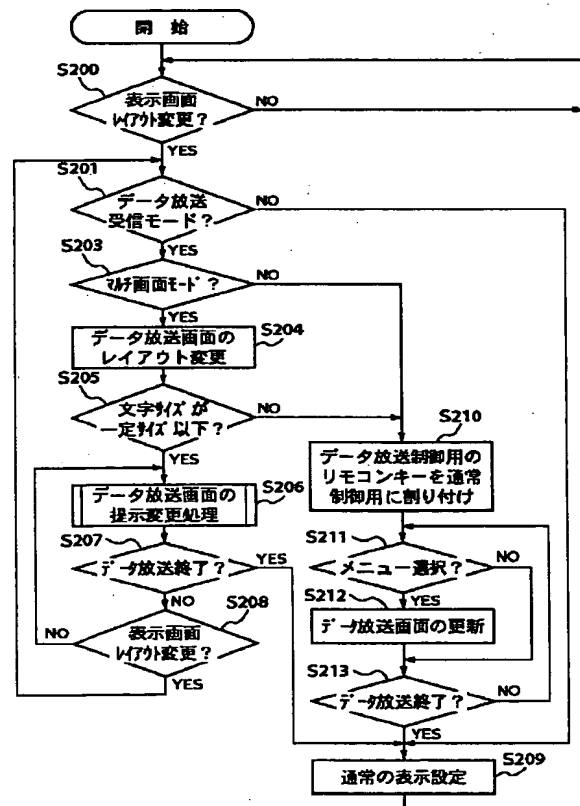 開 始
S200
表示画面
レイアウト変更?
NO
YES
S201
データ放送
受信モード?
NO
YES
S203
マルチ画面モード?
NO
YES
データ放送画面の
レイアウト変更
S204
S205
文字サイズが
一定サイズ以下?
NO
YES
データ放送画面の
提示変更処理
S206
S207
データ放送終了?
YES
NO
S208
表示画面
レイアウト変更?
NO
YES
S210
データ放送制御用の
リモコンキーを通常
制御用に割り付け
S211
メニュー選択?
NO
YES
S212
データ放送画面の更新
S213
データ放送終了?
NO
YES
S209
通常の表示設定